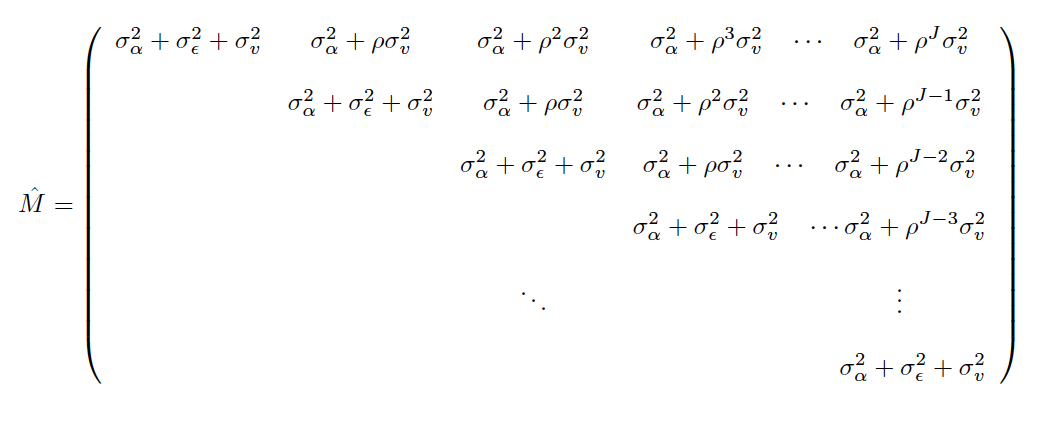 σ²_α + σ²_ϵ + σ²_v   σ²_α + ρσ²_v   σ²_α + ρ²σ²_v   σ²_α + ρ³σ²_v   ⋯   σ²_α + ρ^Jσ²_v
σ²_α + σ²_ϵ + σ²_v   σ²_α + ρσ²_v   σ²_α + ρ²σ²_v   ⋯   σ²_α + ρ^{J−1}σ²_v
σ²_α + σ²_ϵ + σ²_v   σ²_α + ρσ²_v   ⋯   σ²_α + ρ^{J−2}σ²_v
M̂ =
σ²_α + σ²_ϵ + σ²_v   ⋯ σ²_α + ρ^{J−3}σ²_v
⋱   ⋮
σ²_α + σ²_ϵ + σ²_v